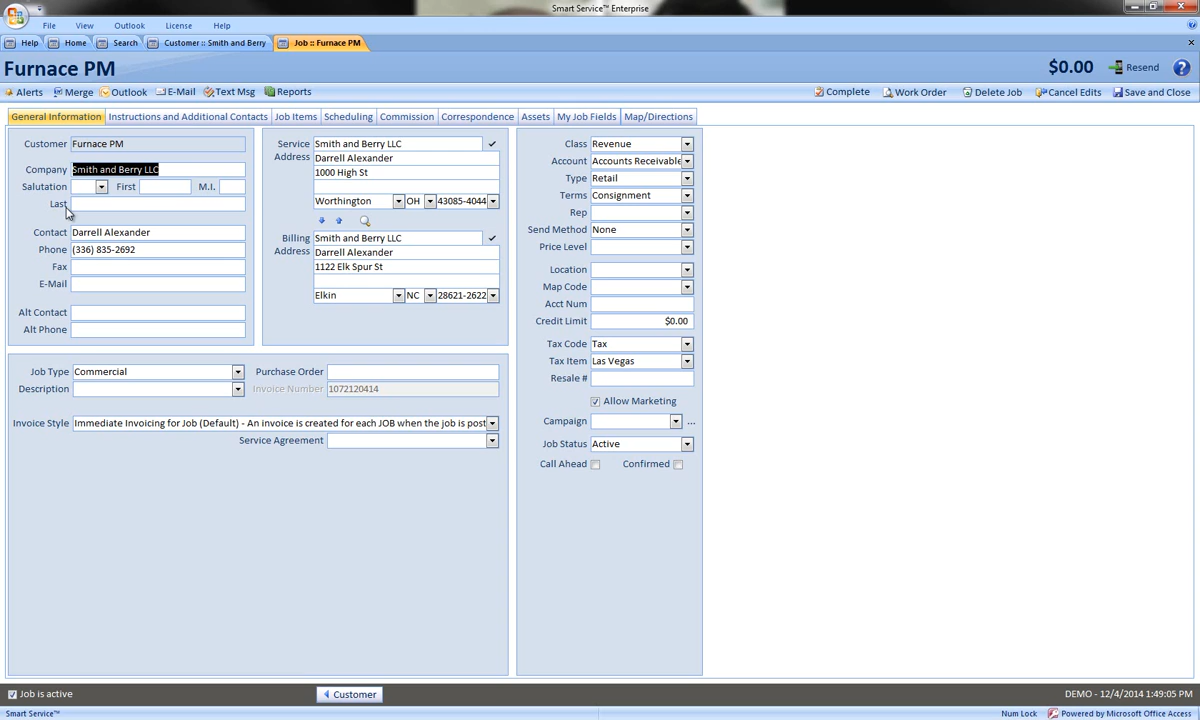 Smart Service™ Enterprise
File View Outlook License Help
Help Home Search Customer :: Smith and Berry Job :: Furnace PM
Furnace PM $0.00 Resend
Alerts Merge Outlook E-Mail Text Msg Reports Complete Work Order Delete Job Cancel Edits Save and Close
General Information Instructions and Additional Contacts Job Items Scheduling Commission Correspondence Assets My Job Fields Map/Directions
Customer Furnace PM
Company Smith and Berry LLC
Salutation First M.I.
Last
Contact Darrell Alexander
Phone (336) 835-2692
Fax
E-Mail
Alt Contact
Alt Phone
Service Address Smith and Berry LLC
Darrell Alexander
1000 High St
Worthington OH 43085-4044
Billing Address Smith and Berry LLC
Darrell Alexander
1122 Elk Spur St
Elkin NC 28621-2622
Job Type Commercial Purchase Order
Description Invoice Number 1072120414
Invoice Style Immediate Invoicing for Job (Default) - An invoice is created for each JOB when the job is post
Service Agreement
Class Revenue
Account Accounts Receivable
Type Retail
Terms Consignment
Rep
Send Method None
Price Level
Location
Map Code
Acct Num
Credit Limit $0.00
Tax Code Tax
Tax Item Las Vegas
Resale #
Allow Marketing
Campaign ...
Job Status Active
Call Ahead Confirmed
Job is active Customer DEMO - 12/4/2014 1:49:05 PM
Smart Service™ Num Lock Powered by Microsoft Office Access